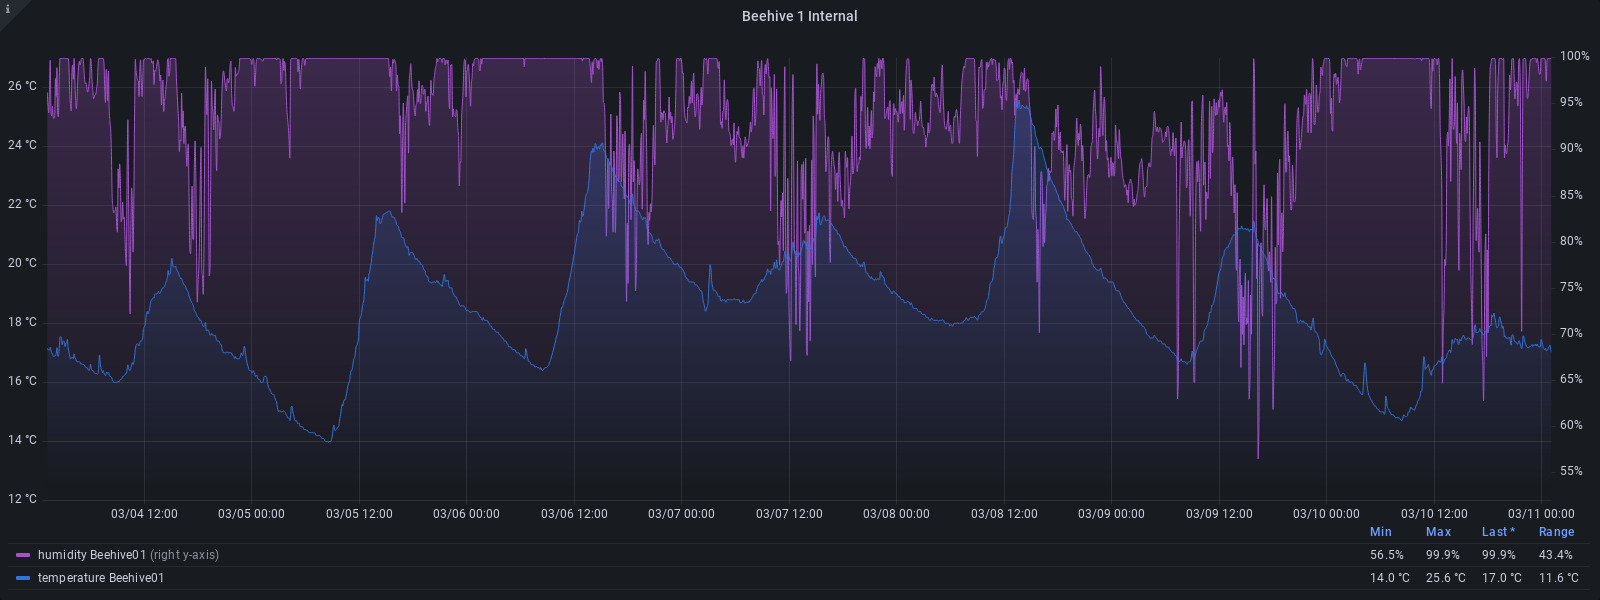 i
Beehive 1 Internal
100%
26 °C
95%
24 °C
90%
22 °C
85%
80%
20 °C
75%
18 °C
70%
16 °C
65%
60%
14 °C
55%
12 °C
03/04 12:00 03/05 00:00 03/05 12:00 03/06 00:00 03/06 12:00 03/07 00:00 03/07 12:00 03/08 00:00 03/08 12:00 03/09 00:00 03/09 12:00 03/10 00:00 03/10 12:00 03/11 00:00
Min Max Last * Range
humidity Beehive01 (right y-axis) 56.5% 99.9% 99.9% 43.4%
temperature Beehive01 14.0 °C 25.6 °C 17.0 °C 11.6 °C